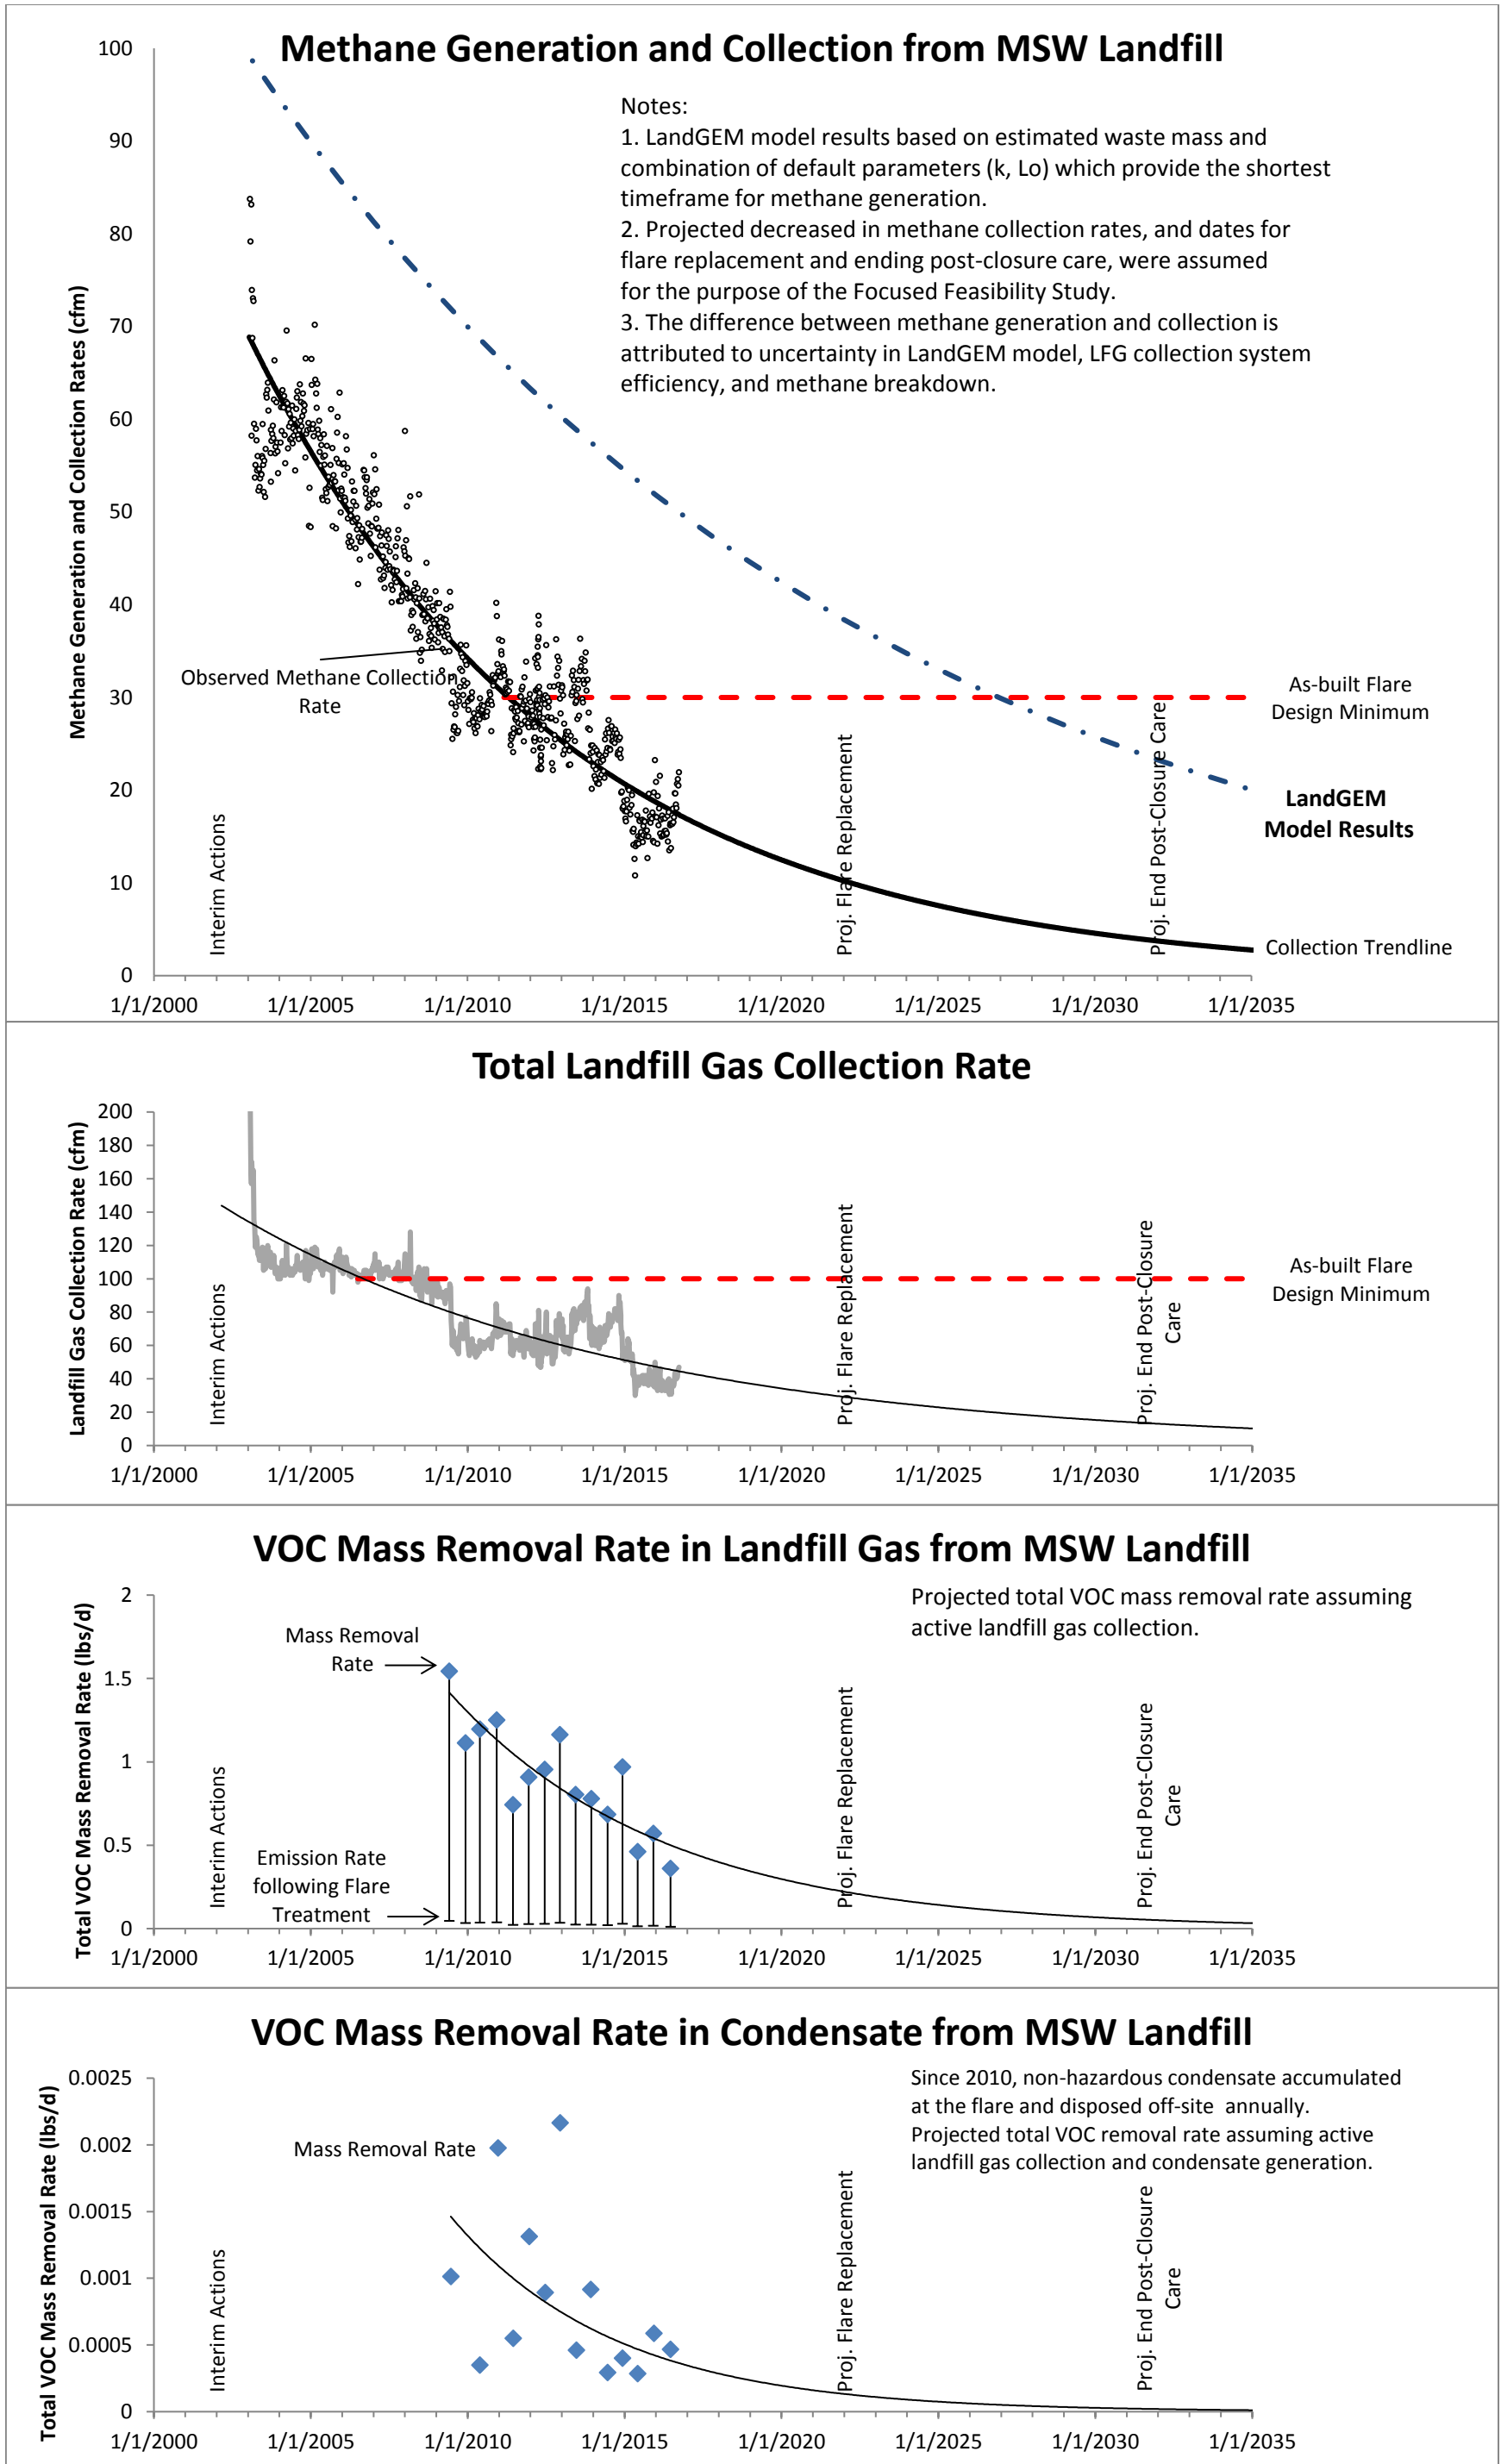 Methane Generation and Collection from MSW Landfill
Methane Generation and Collection Rates (cfm)
100
90
80
70
60
50
40
30
20
10
0
Notes:
1. LandGEM model results based on estimated waste mass and
combination of default parameters (k, Lo) which provide the shortest
timeframe for methane generation.
2. Projected decreased in methane collection rates, and dates for
flare replacement and ending post-closure care, were assumed
for the purpose of the Focused Feasibility Study.
3. The difference between methane generation and collection is
attributed to uncertainty in LandGEM model, LFG collection system
efficiency, and methane breakdown.
Observed Methane Collection
Rate
As-built Flare
Design Minimum
LandGEM
Model Results
Collection Trendline
Interim Actions
Proj. Flare Replacement
Proj. End Post-Closure Care
1/1/2000
1/1/2005
1/1/2010
1/1/2015
1/1/2020
1/1/2025
1/1/2030
1/1/2035
Total Landfill Gas Collection Rate
Landfill Gas Collection Rate (cfm)
200
180
160
140
120
100
80
60
40
20
0
As-built Flare
Design Minimum
Interim Actions
Proj. Flare Replacement
Proj. End Post-Closure
Care
1/1/2000
1/1/2005
1/1/2010
1/1/2015
1/1/2020
1/1/2025
1/1/2030
1/1/2035
VOC Mass Removal Rate in Landfill Gas from MSW Landfill
Total VOC Mass Removal Rate (lbs/d)
2
1.5
1
0.5
0
Projected total VOC mass removal rate assuming
active landfill gas collection.
Mass Removal
Rate
Emission Rate
following Flare
Treatment
Interim Actions
Proj. Flare Replacement
Proj. End Post-Closure
Care
1/1/2000
1/1/2005
1/1/2010
1/1/2015
1/1/2020
1/1/2025
1/1/2030
1/1/2035
VOC Mass Removal Rate in Condensate from MSW Landfill
Total VOC Mass Removal Rate (lbs/d)
0.0025
0.002
0.0015
0.001
0.0005
0
Since 2010, non-hazardous condensate accumulated
at the flare and disposed off-site annually.
Projected total VOC removal rate assuming active
landfill gas collection and condensate generation.
Mass Removal Rate
Interim Actions
Proj. Flare Replacement
Proj. End Post-Closure
Care
1/1/2000
1/1/2005
1/1/2010
1/1/2015
1/1/2020
1/1/2025
1/1/2030
1/1/2035